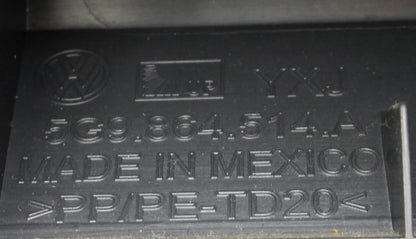 YXJ
5G9.864.514.A
MADE IN MEXICO
>PP/PE-TD20<